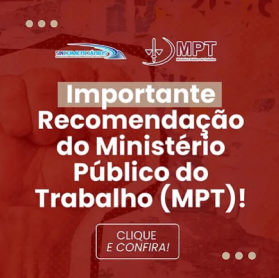 MPT
Importante
Recomendação
do Ministério
Público do
Trabalho (MPT)!
CLIQUE
E CONFIRA!